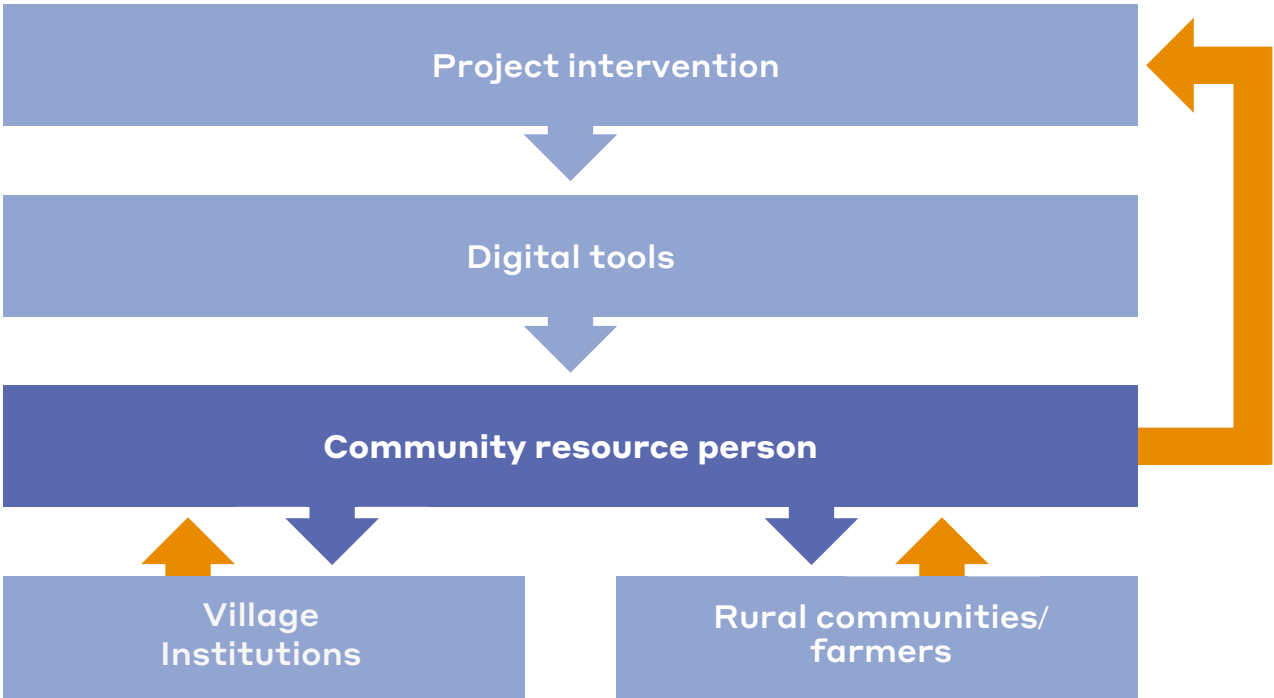 Project intervention
Digital tools
Community resource person
Village
Institutions
Rural communities/
farmers